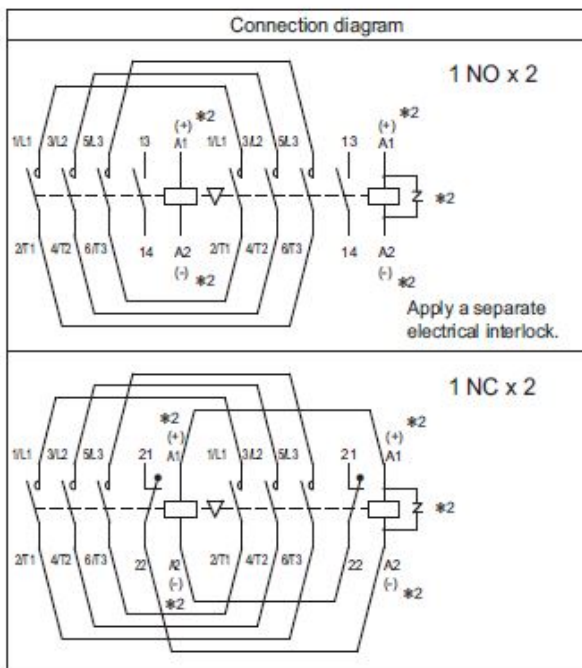 Connection diagram
1 NO x 2
(+) *2 (+) *2
1/L1 3/L2 5/L3 13 A1 1/L1 3/L2 5/L3 13 A1
Z *2
2/T1 4/T2 6/T3 14 A2 2/T1 4/T2 6/T3 14 A2
(-) *2 (-) *2
Apply a separate
electrical interlock.
1 NC x 2
*2 *2
(+) (+)
1/L1 3/L2 5/L3 21 A1 1/L1 3/L2 5/L3 21 A1
Z *2
2/T1 4/T2 6/T3 22 A2 2/T1 4/T2 6/T3 22 A2
(-) (-) *2
*2